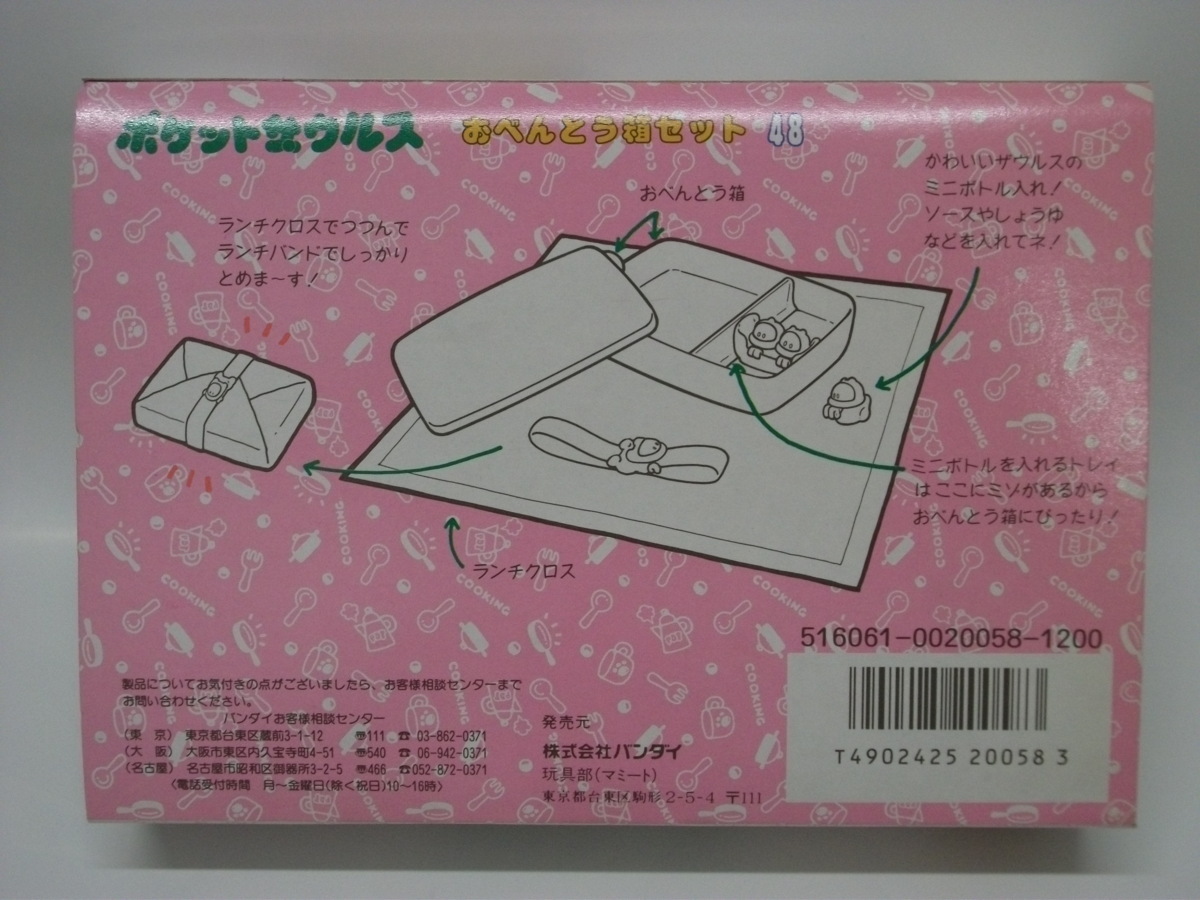 ポケットザウルス おべんとう箱セット 48
かわいいザウルスの
ミニボトル入れ!
ソースやしょうゆ
などを入れてネ!
おべんとう箱
ランチクロスでつつんで
ランチバンドでしっかり
とめま〜す!
ミニボトルを入れるトレイ
はここにミゾがあるから
おべんとう箱にぴったり!
ランチクロス
516061-0020058-1200
T4902425 20058 3
製品についてお気付きの点がございましたら、お客様相談センターまで
お問い合わせください。
バンダイお客様相談センター
(東 京) 東京都台東区蔵前3-1-12 〒111 ☎ 03-862-0371
(大 阪) 大阪市東区内久宝寺町4-51 〒540 ☎ 06-942-0371
(名古屋) 名古屋市昭和区御器所3-2-5 〒466 ☎052-872-0371
〈電話受付時間 月〜金曜日(除く祝日)10〜16時〉
発売元
株式会社バンダイ
玩具部(マミート)
東京都台東区駒形2-5-4 〒111
COOKING